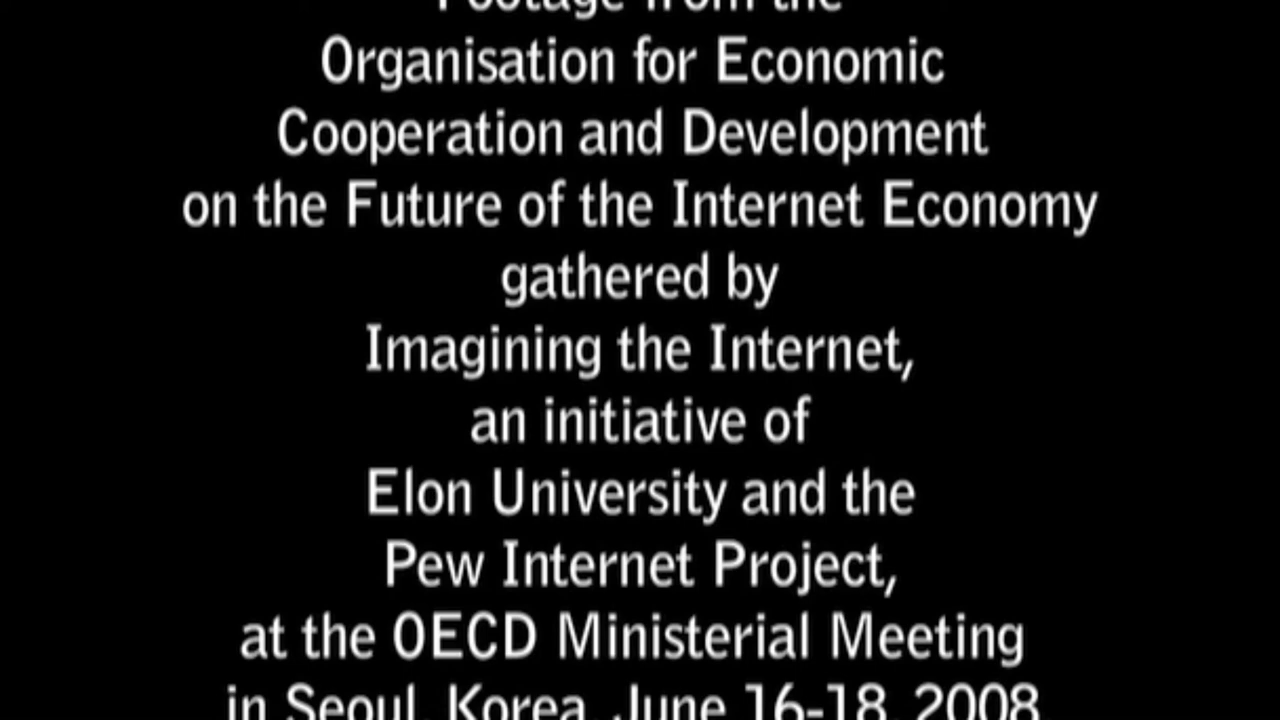 Footage from the
Organisation for Economic
Cooperation and Development
on the Future of the Internet Economy
gathered by
Imagining the Internet,
an initiative of
Elon University and the
Pew Internet Project,
at the OECD Ministerial Meeting
in Seoul, Korea, June 16-18, 2008